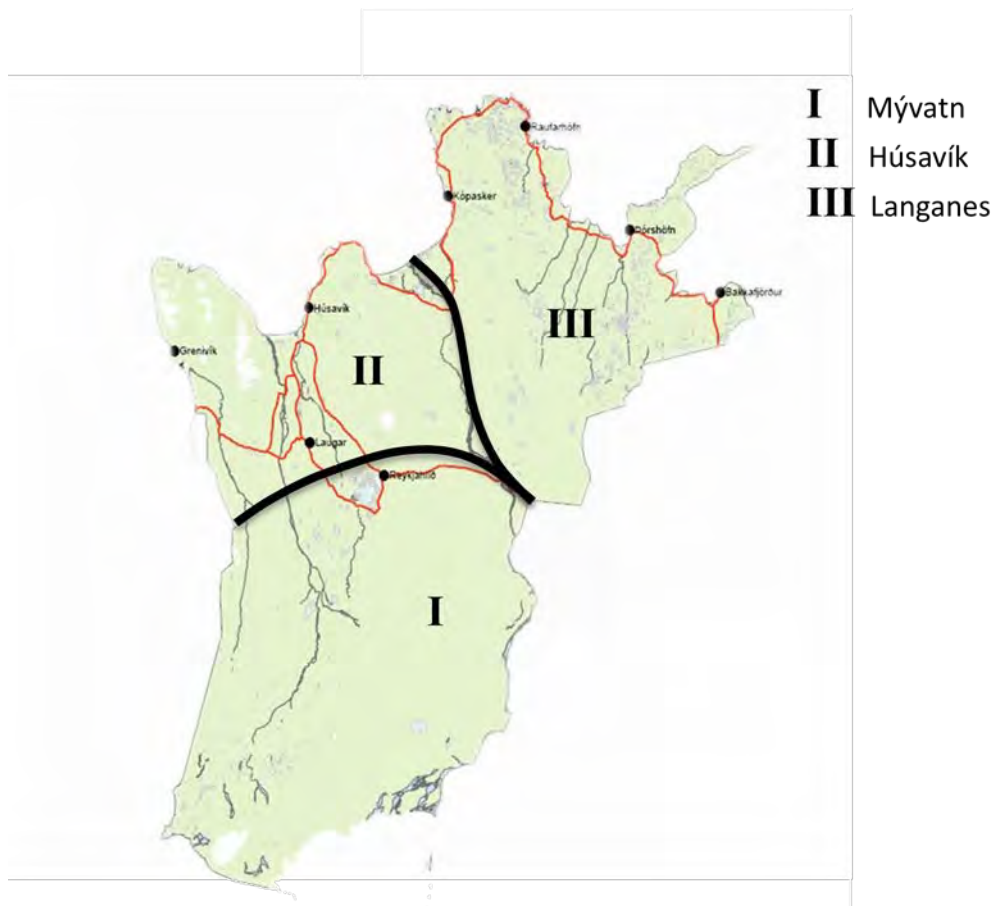 I Mývatn
II Húsavík
III Langanes
Raufarhöfn
Kópasker
Þórshöfn
Bakkafjörður
Húsavík
III
Grenivík
II
Laugar
Reykjahlíð
I